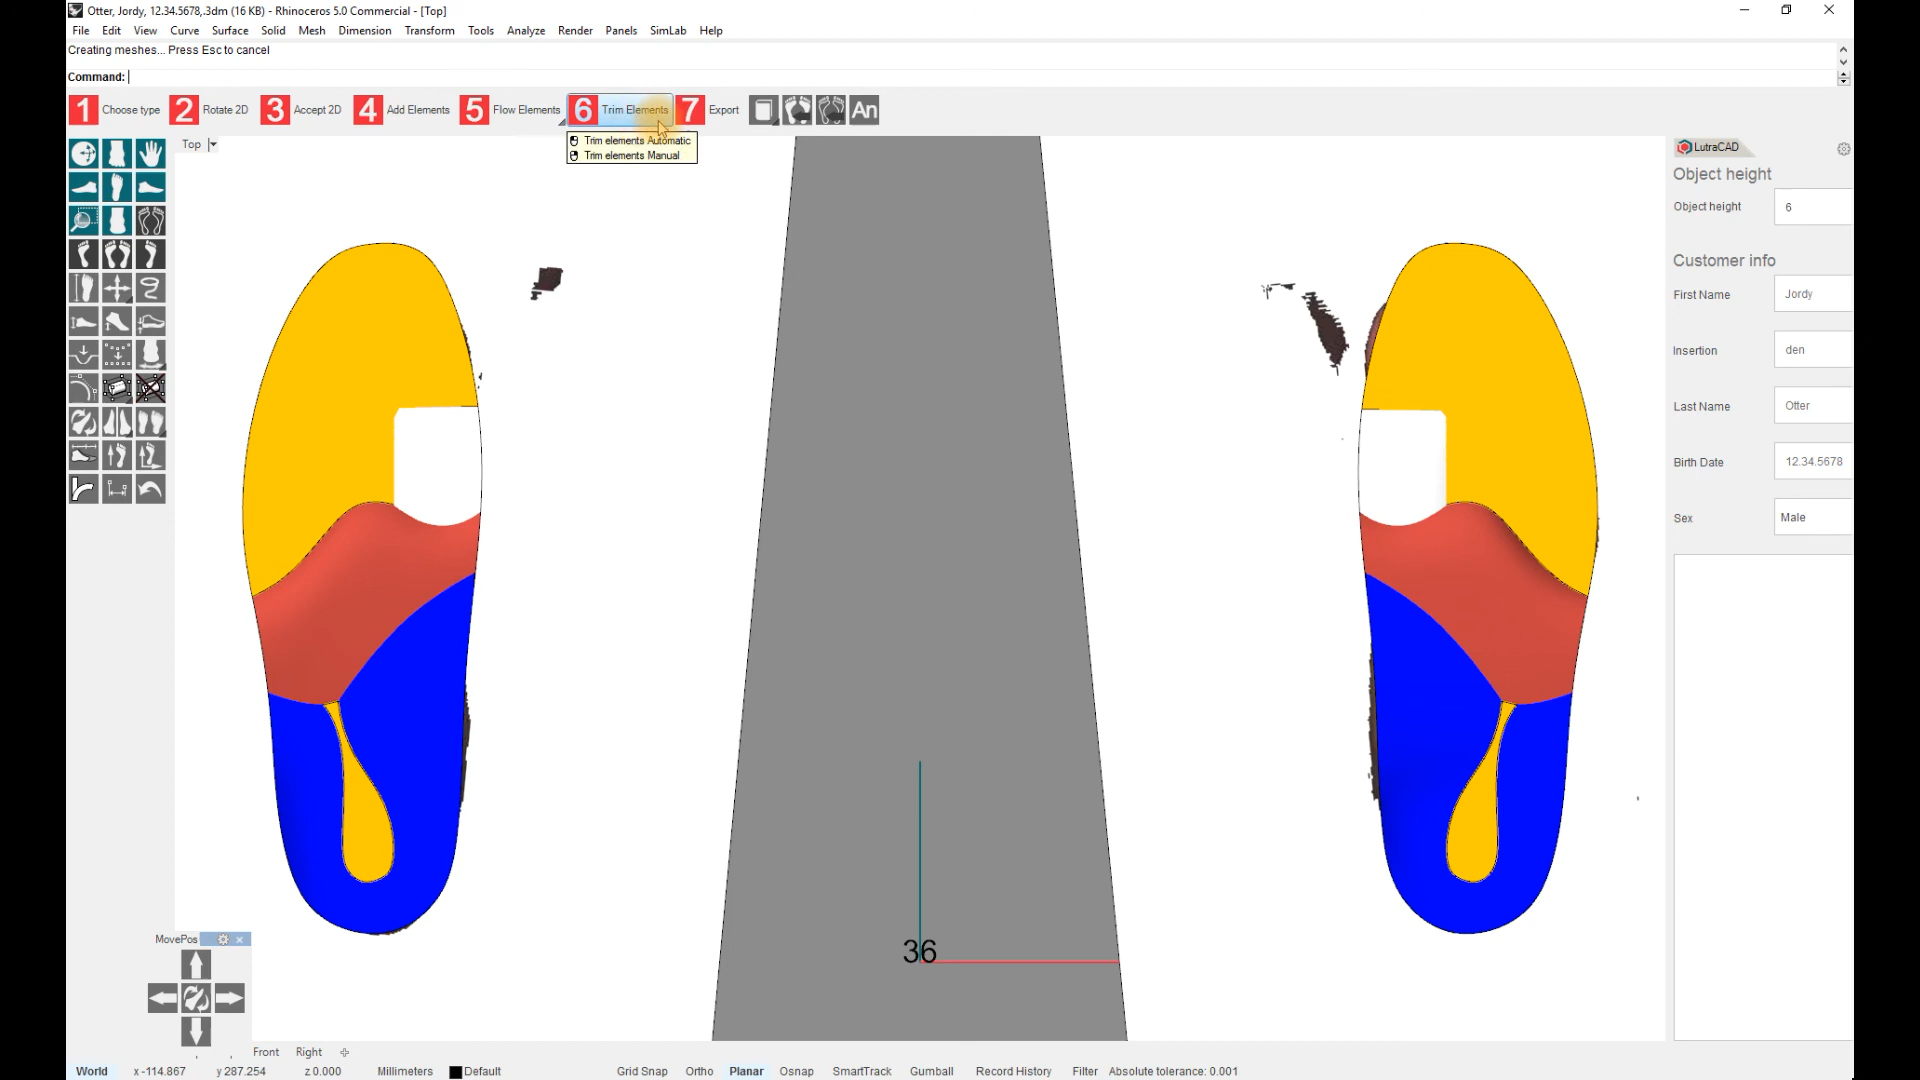 Otter, Jordy, 12.34.5678,.3dm (16 KB) - Rhinoceros 5.0 Commercial - [Top]
File Edit View Curve Surface Solid Mesh Dimension Transform Tools Analyze Render Panels SimLab Help
Creating meshes... Press Esc to cancel
Command:
1 Choose type 2 Rotate 2D 3 Accept 2D 4 Add Elements 5 Flow Elements 6 Trim Elements 7 Export An
Trim elements Automatic
Trim elements Manual
Top
LutraCAD
Object height
Object height 6
Customer info
First Name Jordy
Insertion den
Last Name Otter
Birth Date 12.34.5678
Sex Male
36
MovePos
Front Right
World x -114.867 y 287.254 z 0.000 Millimeters Default Grid Snap Ortho Planar Osnap SmartTrack Gumball Record History Filter Absolute tolerance: 0.001